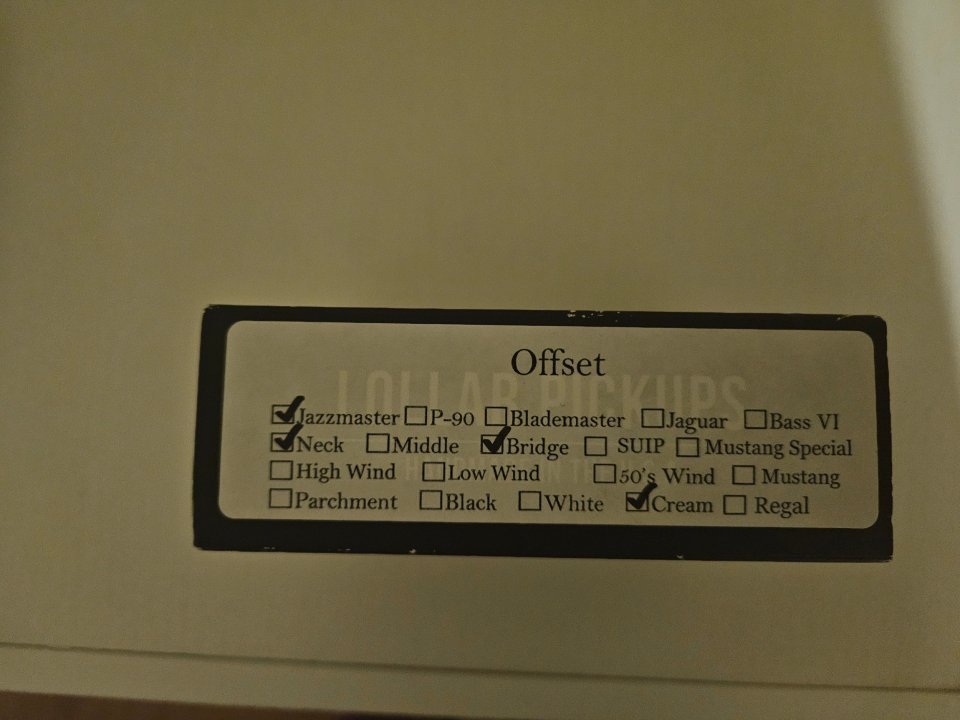 Offset
LOLLAR PICKUPS
Jazzmaster P-90 Blademaster Jaguar Bass VI
Neck Middle Bridge SUIP Mustang Special
High Wind Low Wind 50's Wind Mustang
Parchment Black White Cream Regal